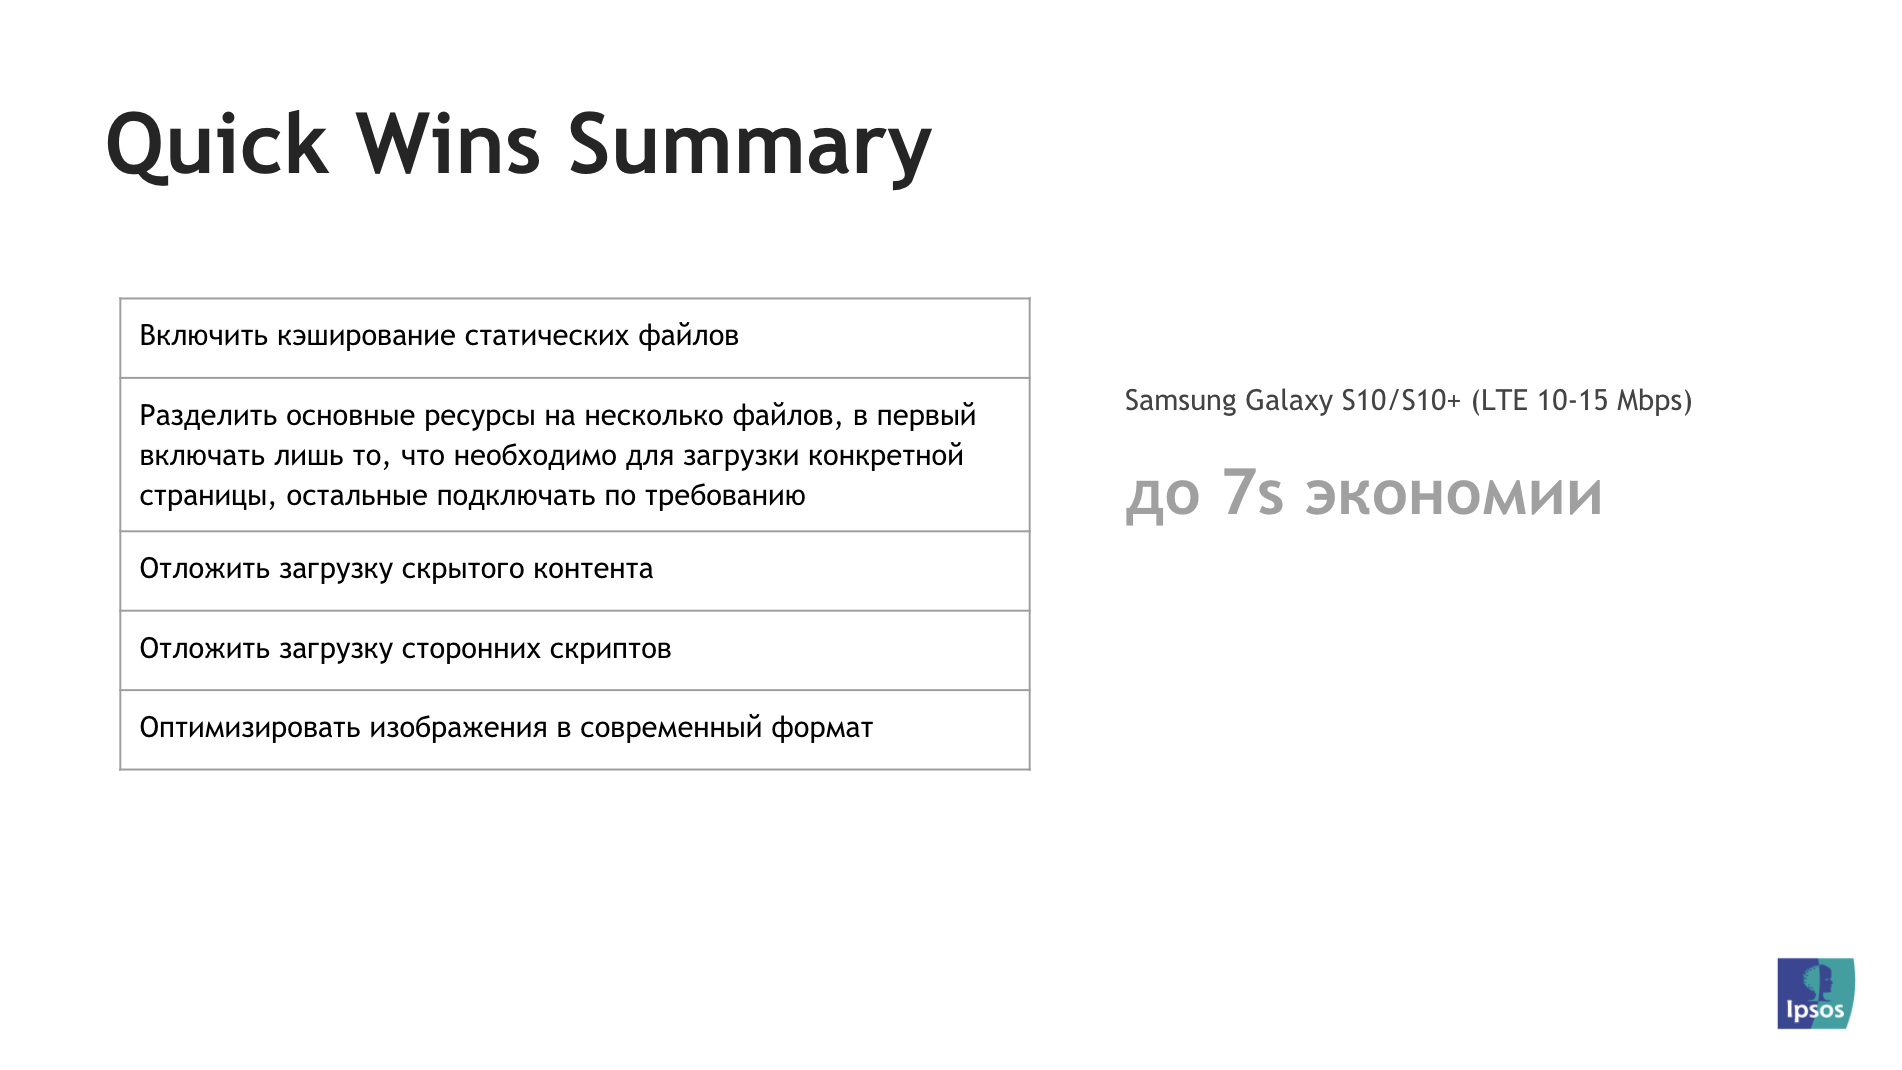 Quick Wins Summary
Включить кэширование статических файлов
Разделить основные ресурсы на несколько файлов, в первый
включать лишь то, что необходимо для загрузки конкретной
страницы, остальные подключать по требованию
Отложить загрузку скрытого контента
Отложить загрузку сторонних скриптов
Оптимизировать изображения в современный формат
Samsung Galaxy S10/S10+ (LTE 10-15 Mbps)
до 7s экономии
Ipsos